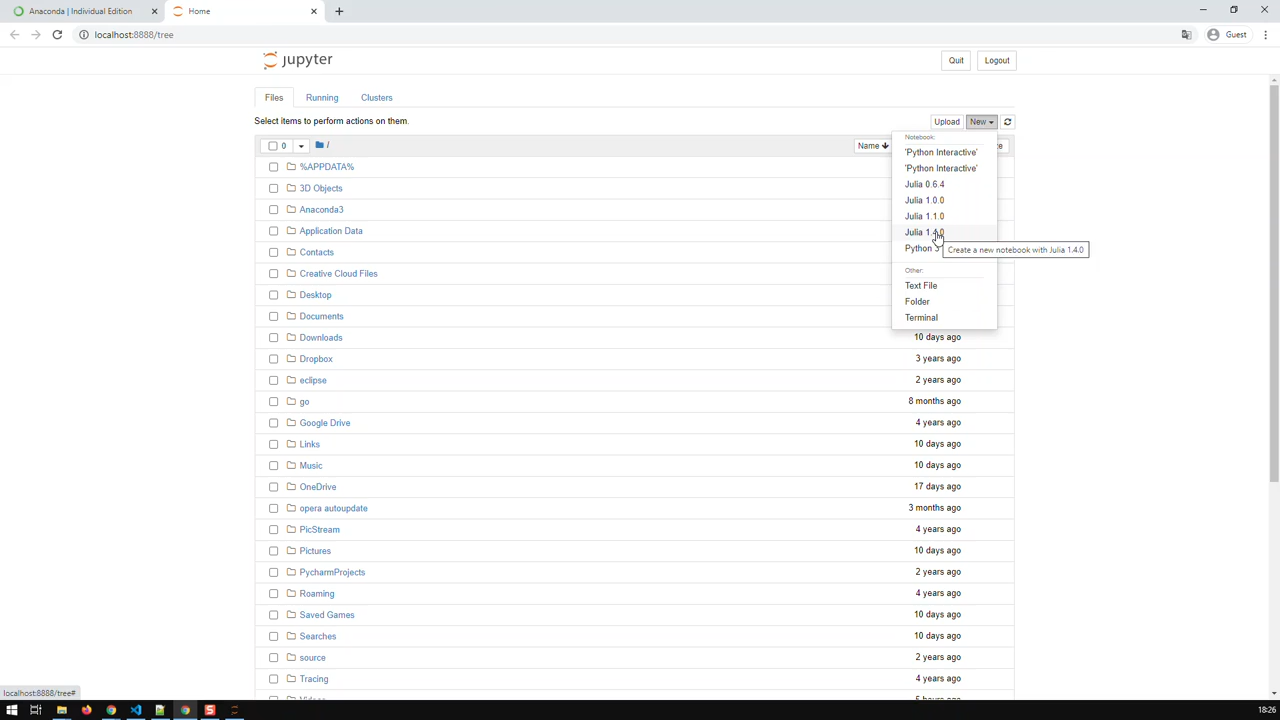 Anaconda | Individual Edition
Home
localhost:8888/tree
Guest
jupyter
Quit
Logout
Files
Running
Clusters
Select items to perform actions on them.
Upload
New
0
/
Name
Notebook:
'Python Interactive'
'Python Interactive'
Julia 0.6.4
Julia 1.0.0
Julia 1.1.0
Julia 1.4.0
Python 3
Create a new notebook with Julia 1.4.0
Other:
Text File
Folder
Terminal
%APPDATA%
3D Objects
Anaconda3
Application Data
Contacts
Creative Cloud Files
Desktop
Documents
Downloads
10 days ago
Dropbox
3 years ago
eclipse
2 years ago
go
8 months ago
Google Drive
4 years ago
Links
10 days ago
Music
10 days ago
OneDrive
17 days ago
opera autoupdate
3 months ago
PicStream
4 years ago
Pictures
10 days ago
PycharmProjects
2 years ago
Roaming
4 years ago
Saved Games
10 days ago
Searches
10 days ago
source
2 years ago
Tracing
4 years ago
localhost:8888/tree#
18:26